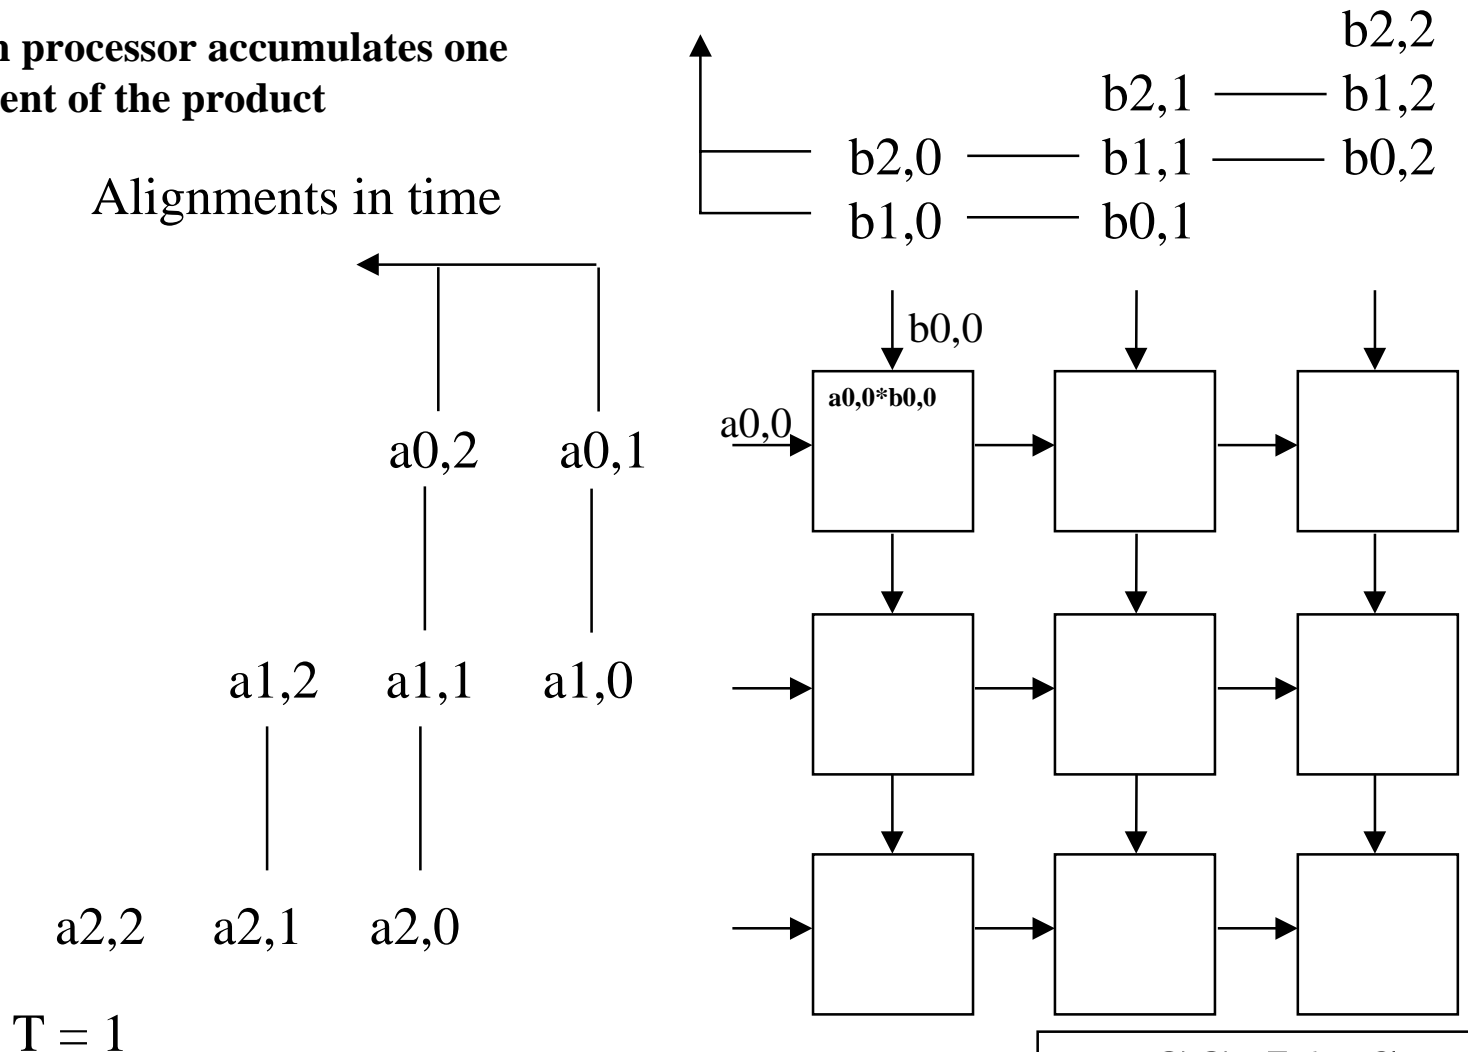 processor accumulates one
of the product
Alignments in time
b2,2
b2,1 b1,2
b2,0 b1,1 b0,2
b1,0 b0,1
b0,0
a0,0*b0,0
a0,0
a0,2 a0,1
a1,2 a1,1 a1,0
a2,2 a2,1 a2,0
T = 1